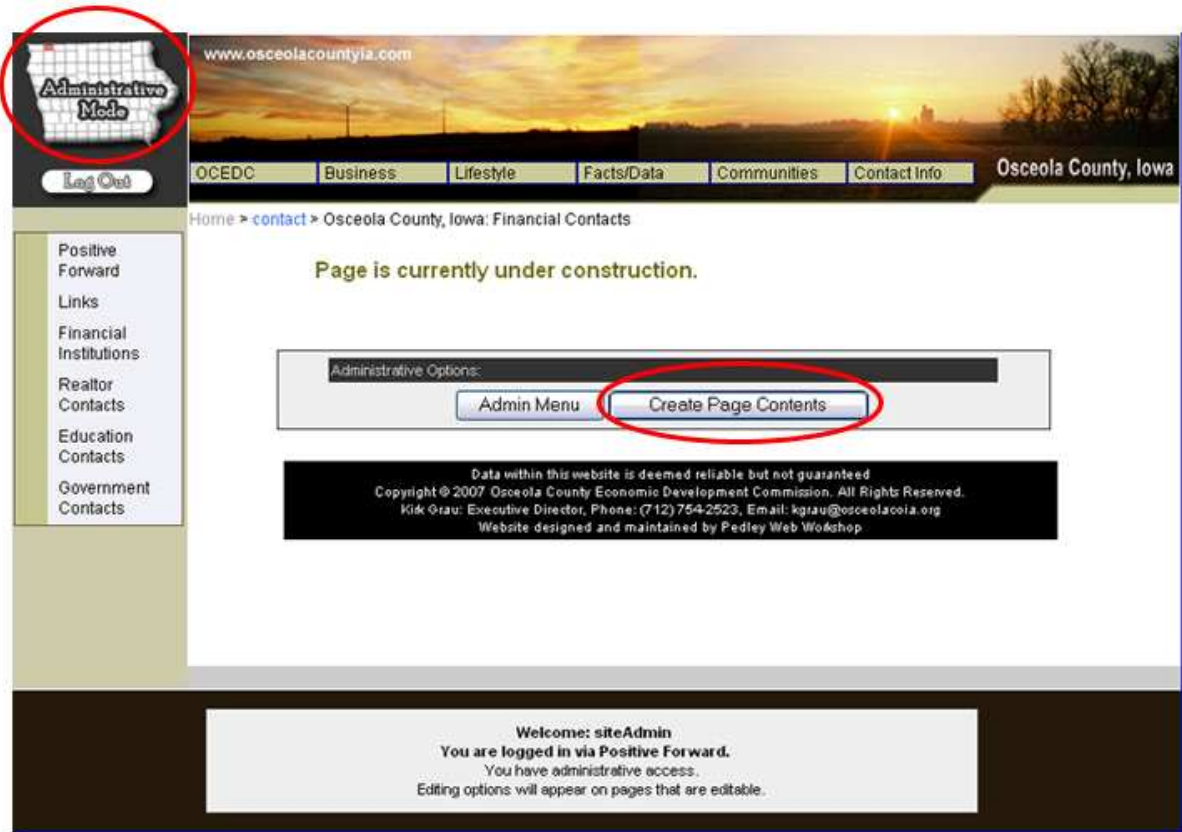 Administrative
Mode
Log Out
www.osceolacountyia.com
OCEDC
Business
Lifestyle
Facts/Data
Communities
Contact Info
Osceola County, Iowa
Home > contact > Osceola County, Iowa: Financial Contacts
Positive
Forward
Links
Financial
Institutions
Realtor
Contacts
Education
Contacts
Government
Contacts
Page is currently under construction.
Administrative Options:
Admin Menu
Create Page Contents
Data within this website is deemed reliable but not guaranteed
Copyright © 2007 Osceola County Economic Development Commission. All Rights Reserved.
Kirk Grau: Executive Director, Phone: (712) 754-2523, Email: kgrau@osceolacoia.org
Website designed and maintained by Pedley Web Workshop
Welcome: siteAdmin
You are logged in via Positive Forward.
You have administrative access.
Editing options will appear on pages that are editable.